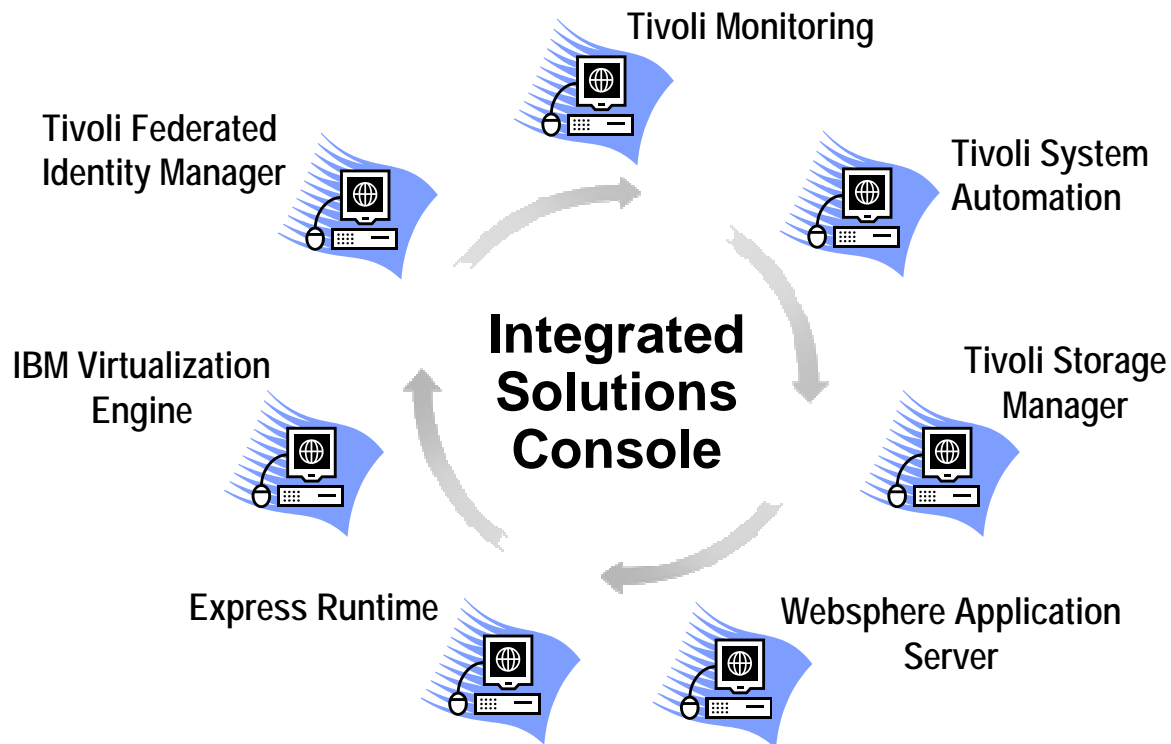 Tivoli Monitoring
Tivoli Federated
Identity Manager
Tivoli System
Automation
Integrated
Solutions
Console
IBM Virtualization
Engine
Tivoli Storage
Manager
Express Runtime
Websphere Application
Server